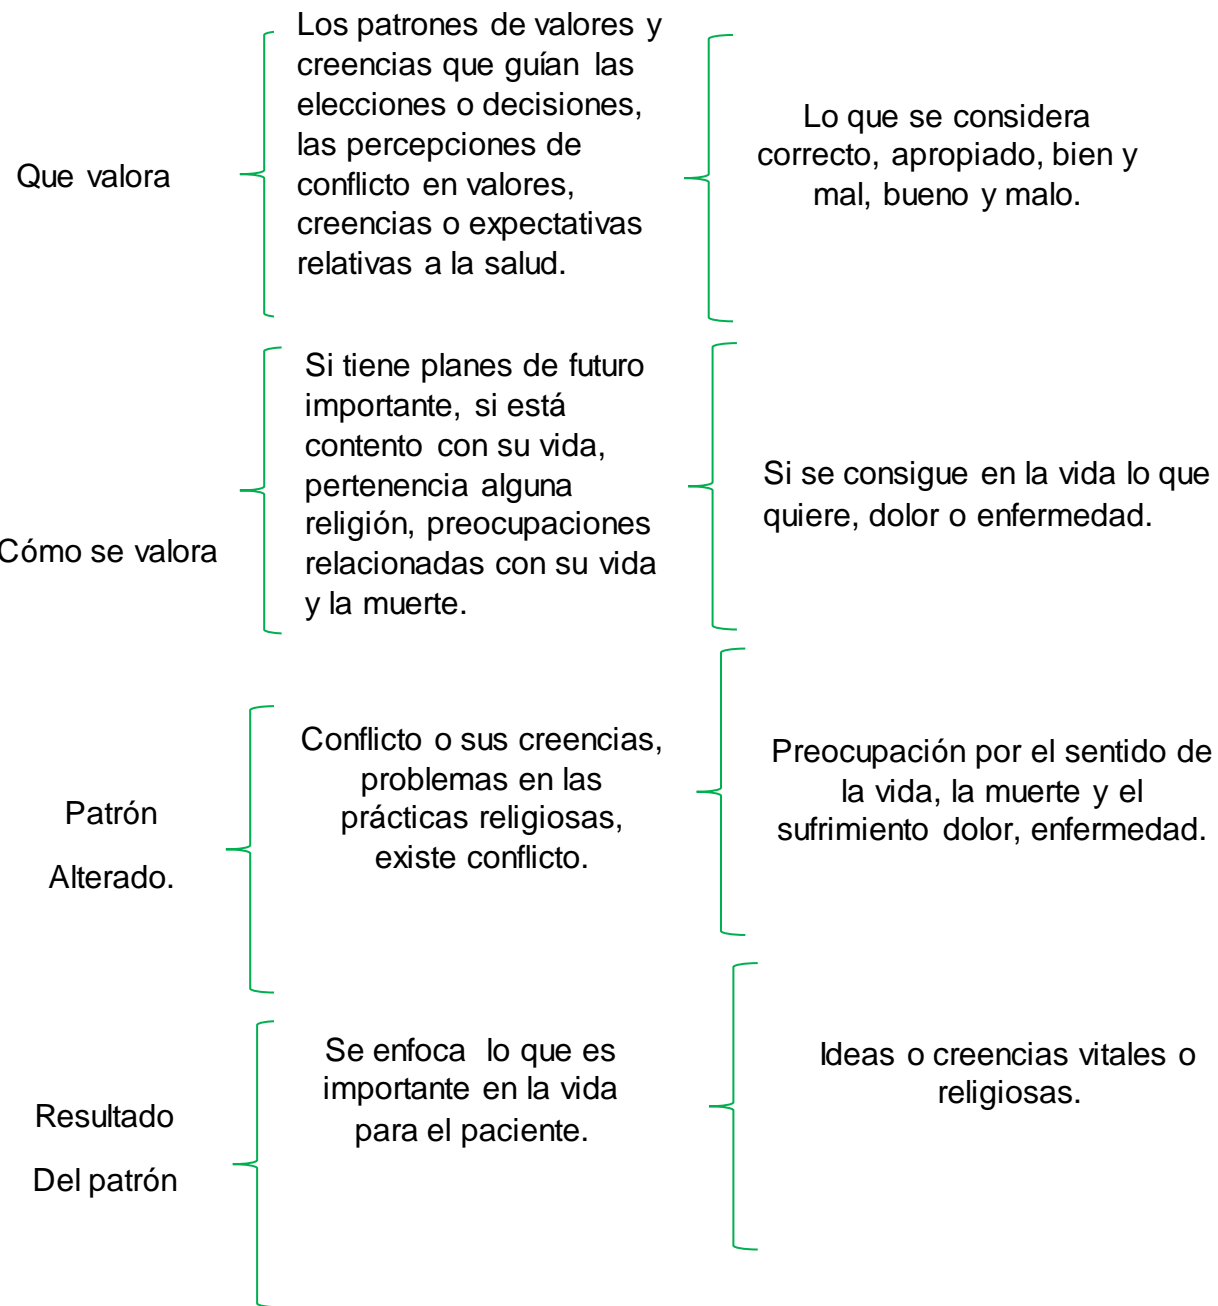 Que valora
Los patrones de valores y
creencias que guían las
elecciones o decisiones,
las percepciones de
conflicto en valores,
creencias o expectativas
relativas a la salud.
Lo que se considera
correcto, apropiado, bien y
mal, bueno y malo.
Cómo se valora
Si tiene planes de futuro
importante, si está
contento con su vida,
pertenencia alguna
religión, preocupaciones
relacionadas con su vida
y la muerte.
Si se consigue en la vida lo que
quiere, dolor o enfermedad.
Patrón
Alterado.
Conflicto o sus creencias,
problemas en las
prácticas religiosas,
existe conflicto.
Preocupación por el sentido de
la vida, la muerte y el
sufrimiento dolor, enfermedad.
Resultado
Del patrón
Se enfoca lo que es
importante en la vida
para el paciente.
Ideas o creencias vitales o
religiosas.